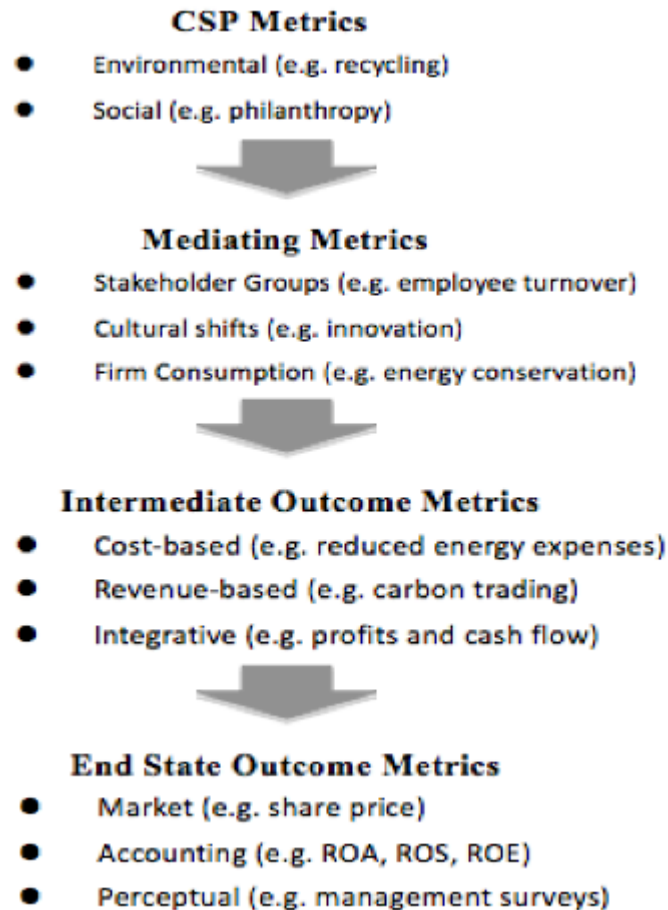 CSP Metrics
● Environmental (e.g. recycling)
● Social (e.g. philanthropy)
Mediating Metrics
● Stakeholder Groups (e.g. employee turnover)
● Cultural shifts (e.g. innovation)
● Firm Consumption (e.g. energy conservation)
Intermediate Outcome Metrics
● Cost-based (e.g. reduced energy expenses)
● Revenue-based (e.g. carbon trading)
● Integrative (e.g. profits and cash flow)
End State Outcome Metrics
● Market (e.g. share price)
● Accounting (e.g. ROA, ROS, ROE)
● Perceptual (e.g. management surveys)